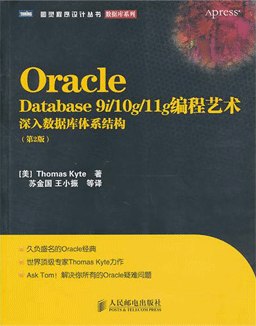 图灵程序设计丛书 数据库系列
Apress®
Oracle
Database 9i/10g/11g编程艺术
深入数据库体系结构
（第2版）
[美] Thomas Kyte 著
苏金国 王小振 等译
久负盛名的Oracle经典
世界顶级专家Thomas Kyte力作
Ask Tom！解决你所有的Oracle疑难问题
人民邮电出版社
POSTS & TELECOM PRESS